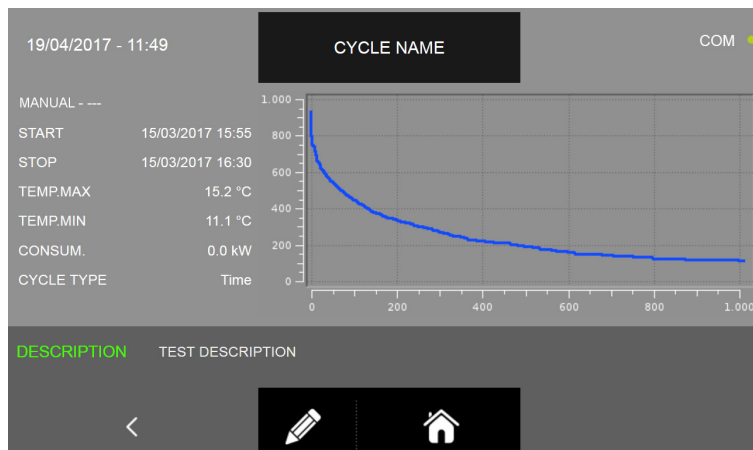 19/04/2017 - 11:49
CYCLE NAME
COM
MANUAL - ---
START 15/03/2017 15:55
STOP 15/03/2017 16:30
TEMP.MAX 15.2 °C
TEMP.MIN 11.1 °C
CONSUM. 0.0 kW
CYCLE TYPE Time
1.000
800
600
400
200
0
0 200 400 600 800 1.000
DESCRIPTION TEST DESCRIPTION